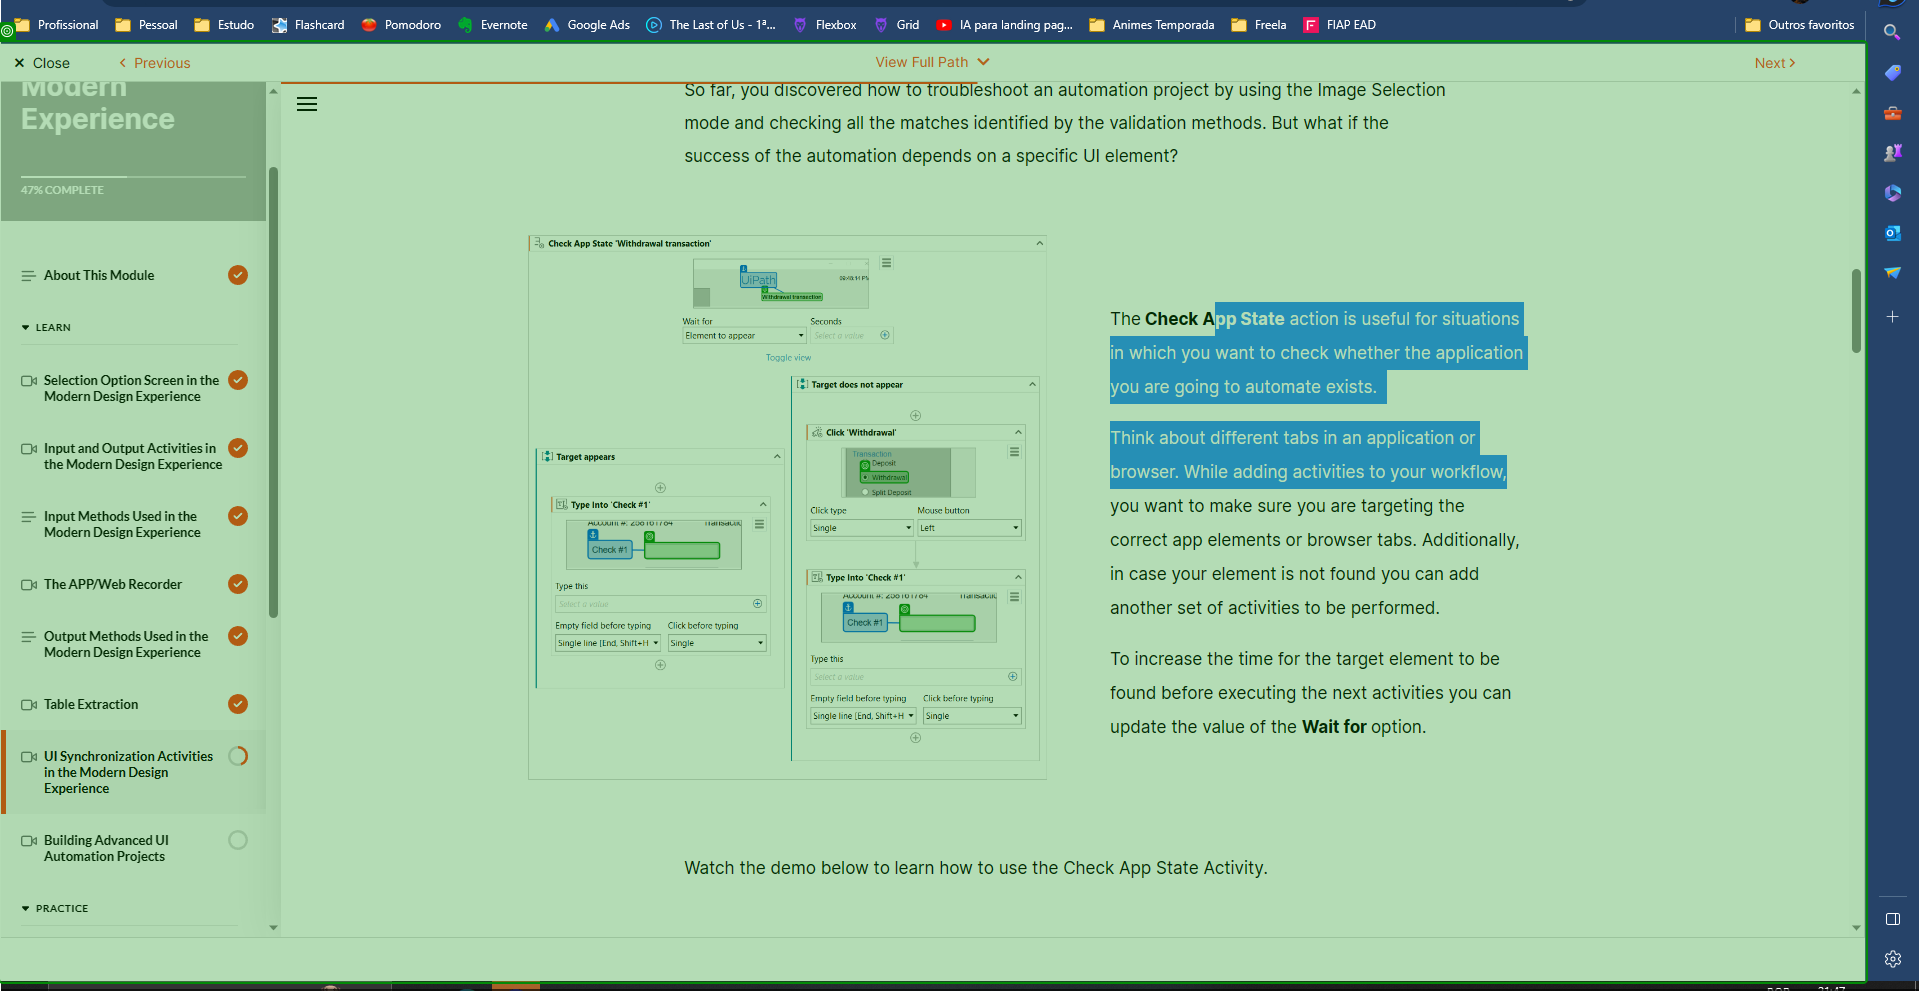 Profissional
Pessoal
Estudo
Flashcard
Pomodoro
Evernote
Google Ads
The Last of Us - 1ª...
Flexbox
Grid
IA para landing pag...
Animes Temporada
Freela
FIAP EAD
Outros favoritos
Close
Previous
View Full Path
Next
Modern
Experience
47% COMPLETE
About This Module
LEARN
Selection Option Screen in the
Modern Design Experience
Input and Output Activities in
the Modern Design Experience
Input Methods Used in the
Modern Design Experience
The APP/Web Recorder
Output Methods Used in the
Modern Design Experience
Table Extraction
UI Synchronization Activities
in the Modern Design
Experience
Building Advanced UI
Automation Projects
PRACTICE
So far, you discovered how to troubleshoot an automation project by using the Image Selection
mode and checking all the matches identified by the validation methods. But what if the
success of the automation depends on a specific UI element?
Check App State 'Withdrawal transaction'
UiPath
Withdrawal transaction
Wait for
Seconds
Element to appear
Select a value
Toggle view
Target appears
Type Into 'Check #1'
Account #: 258161784
Transactic
Check #1
Type this
Select a value
Empty field before typing
Click before typing
Single line [End, Shift+H
Single
Target does not appear
Click 'Withdrawal'
Transaction
Deposit
Withdrawal
Split Deposit
Click type
Mouse button
Single
Left
Type Into 'Check #1'
Account #: 258161784
Transactic
Check #1
Type this
Select a value
Empty field before typing
Click before typing
Single line [End, Shift+H
Single
The Check App State action is useful for situations
in which you want to check whether the application
you are going to automate exists.
Think about different tabs in an application or
browser. While adding activities to your workflow,
you want to make sure you are targeting the
correct app elements or browser tabs. Additionally,
in case your element is not found you can add
another set of activities to be performed.
To increase the time for the target element to be
found before executing the next activities you can
update the value of the Wait for option.
Watch the demo below to learn how to use the Check App State Activity.